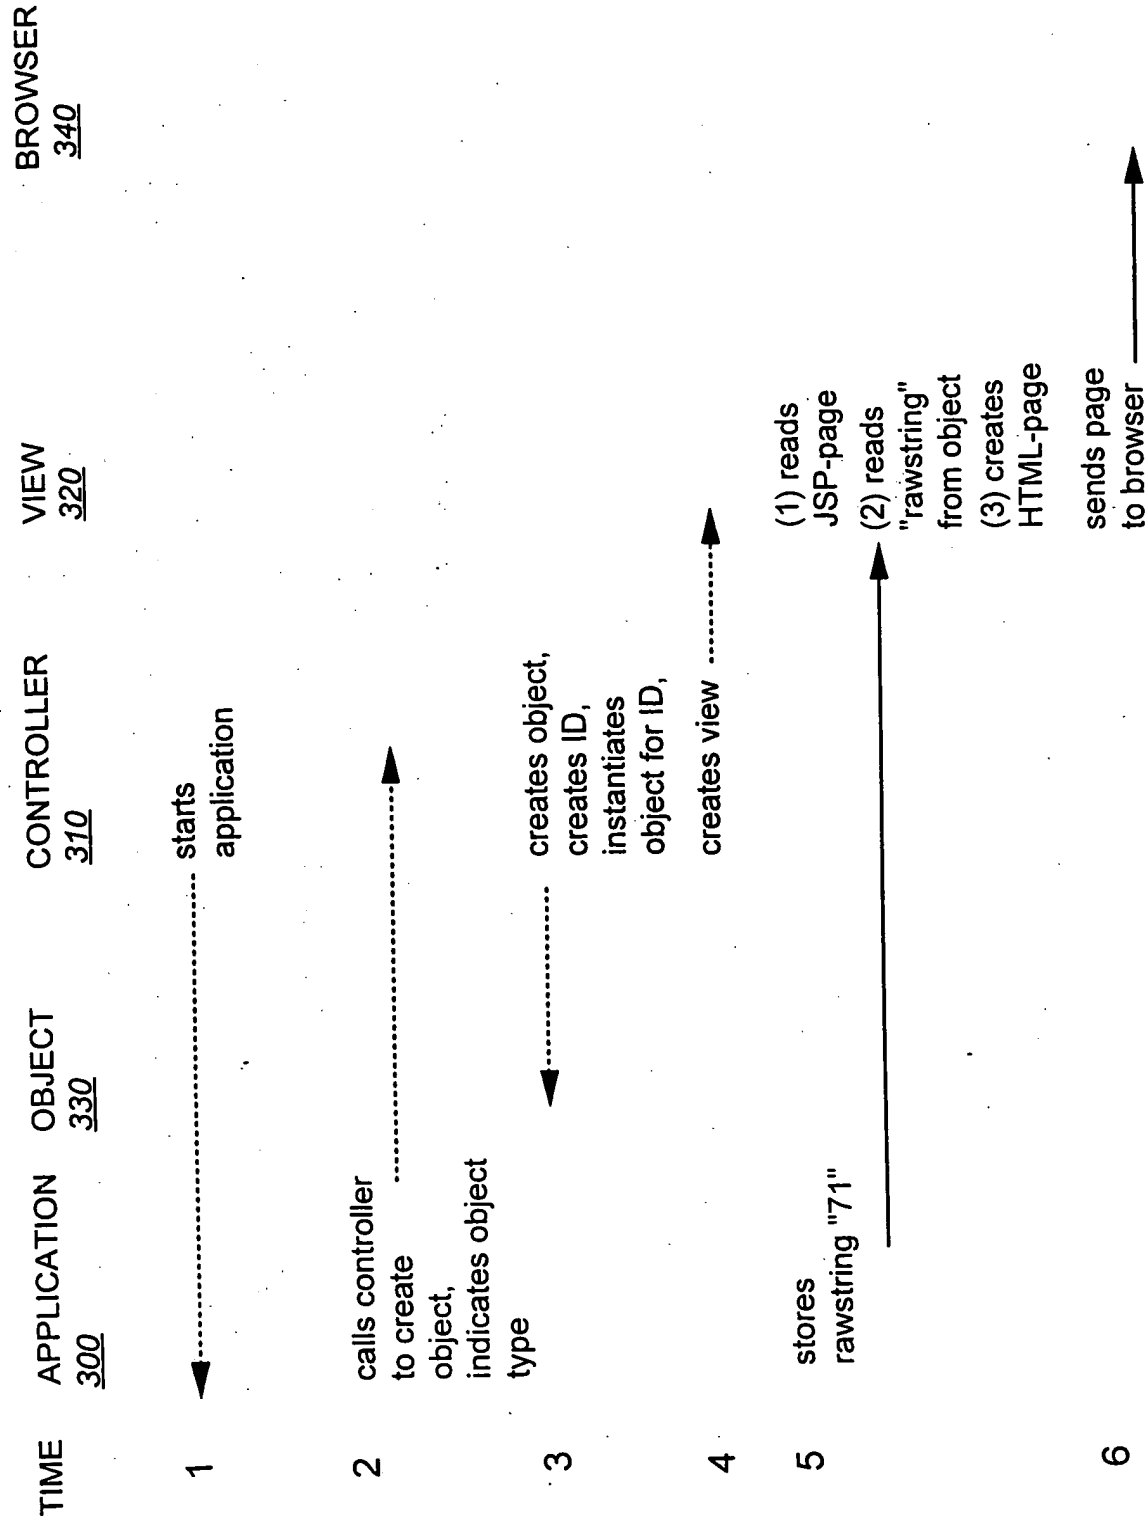 TIME APPLICATION OBJECT CONTROLLER VIEW BROWSER
300 330 310 320 340
1
starts
application
2
calls controller
to create
object,
indicates object
type
3
creates object,
creates ID,
instantiates
object for ID,
4
creates view
5
stores
rawstring "71"
(1) reads
JSP-page
(2) reads
"rawstring"
from object
(3) creates
HTML-page
6
sends page
to browser